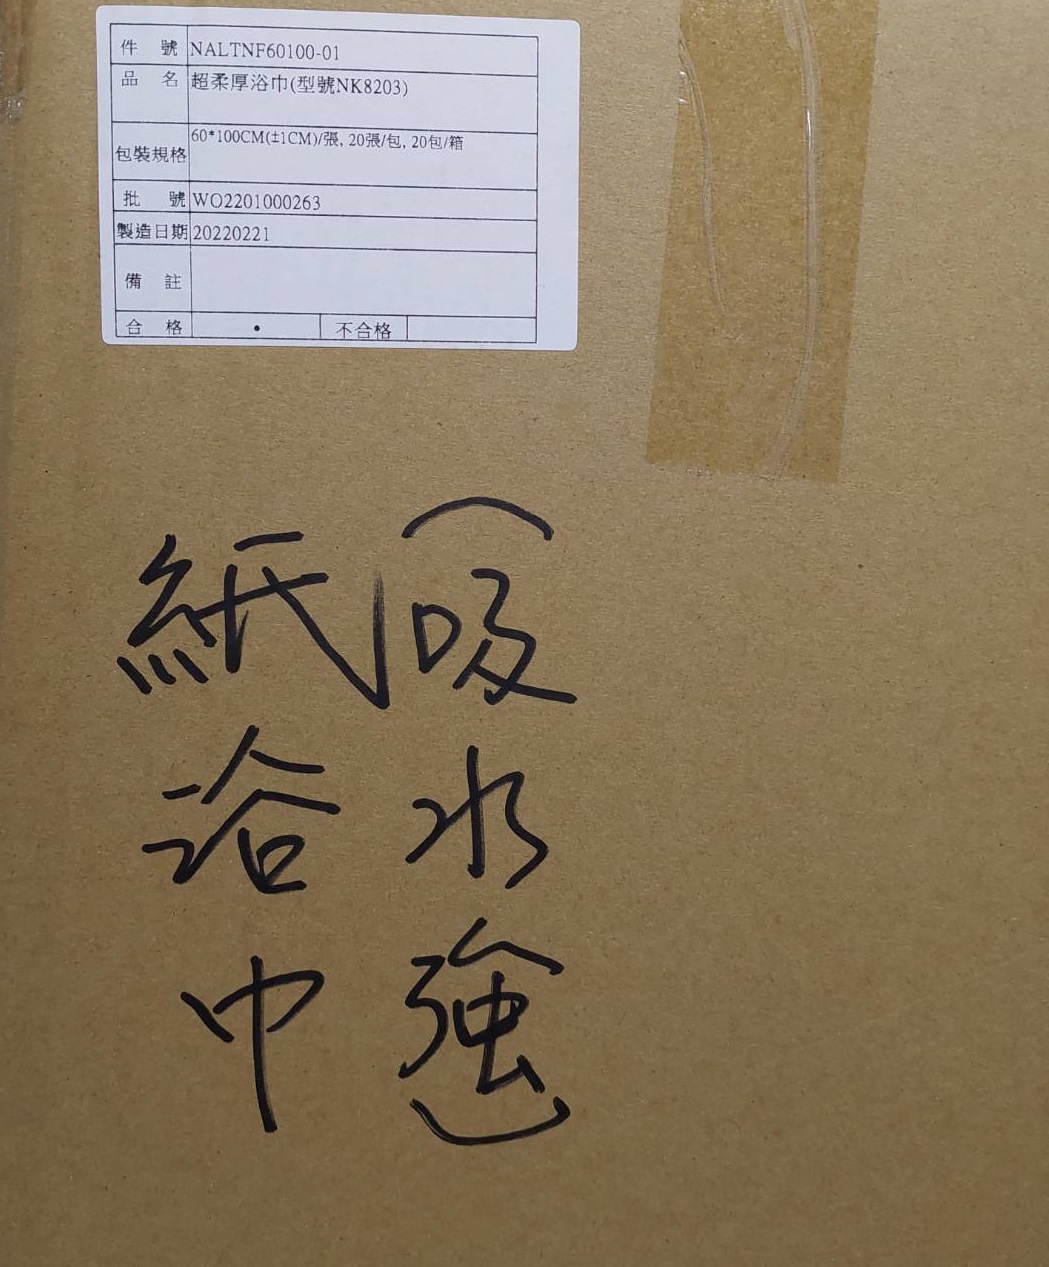 件 號 NALTNF60100-01
品 名 超柔厚浴巾(型號NK8203)
包裝規格 60*100CM(±1CM)/張, 20張/包, 20包/箱
批 號 WO2201000263
製造日期 20220221
備 註
合 格 • 不合格
紙浴巾
(吸水強)